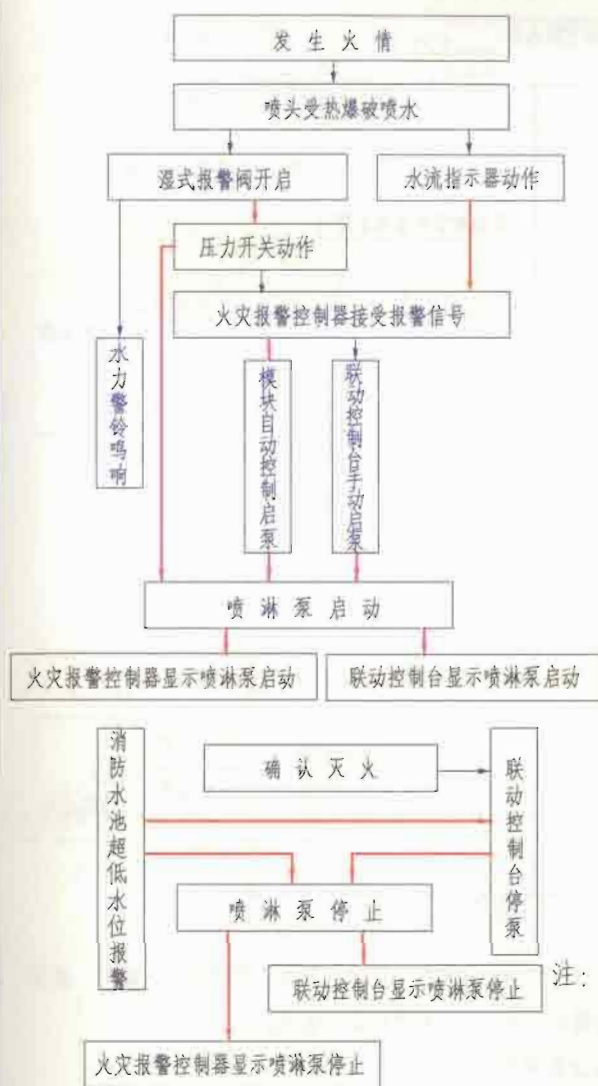 发生火情
喷头受热爆破喷水
湿式报警阀开启
水流指示器动作
压力开关动作
火灾报警控制器接受报警信号
水力警铃鸣响
模块自动控制启泵
联动控制台手动启泵
喷淋泵启动
火灾报警控制器显示喷淋泵启动
联动控制台显示喷淋泵启动
消防水池超低水位报警
确认灭火
联动控制台停泵
喷淋泵停止
联动控制台显示喷淋泵停止
注:
火灾报警控制器显示喷淋泵停止